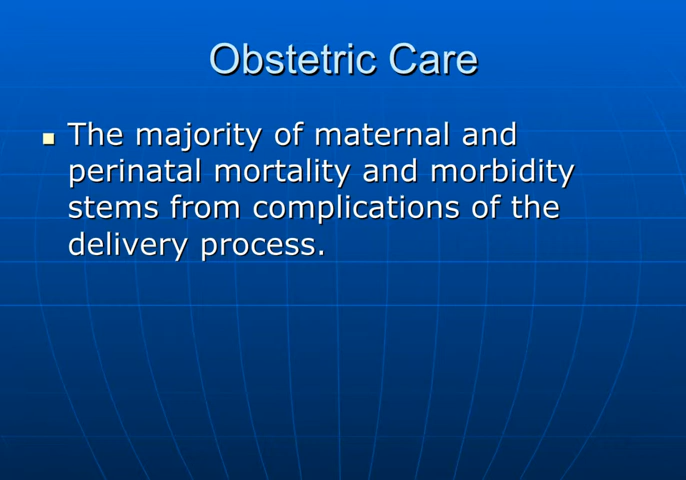 Obstetric Care
The majority of maternal and
perinatal mortality and morbidity
stems from complications of the
delivery process.